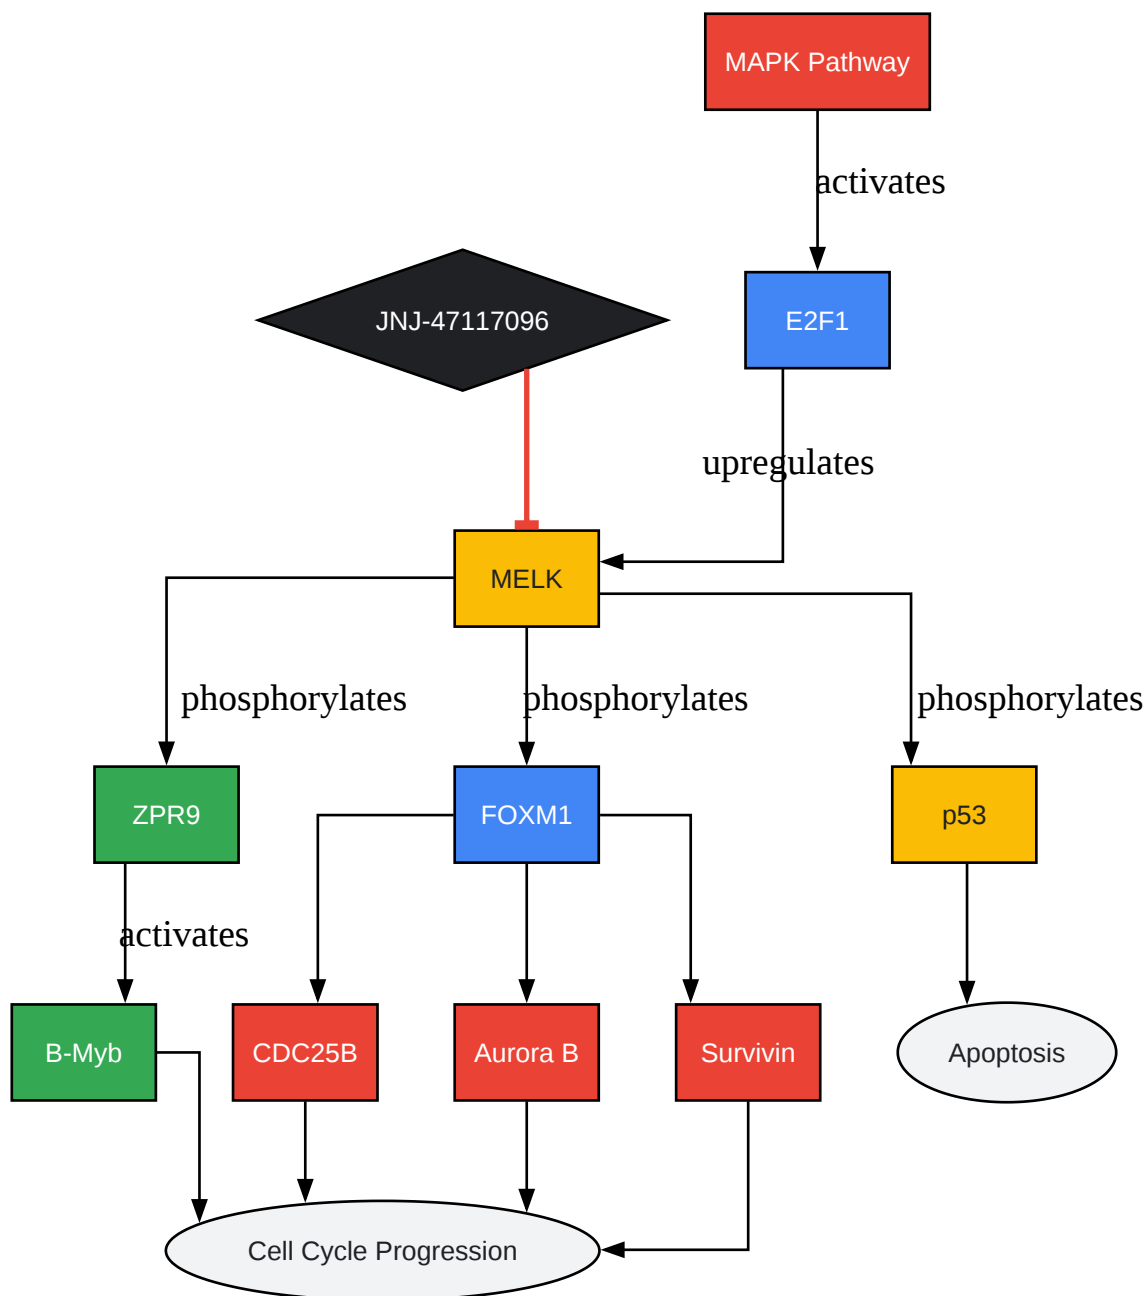 MAPK Pathway
activates
JNJ-47117096
E2F1
upregulates
MELK
phosphorylates
phosphorylates
phosphorylates
ZPR9
FOXM1
p53
activates
B-Myb
CDC25B
Aurora B
Survivin
Apoptosis
Cell Cycle Progression